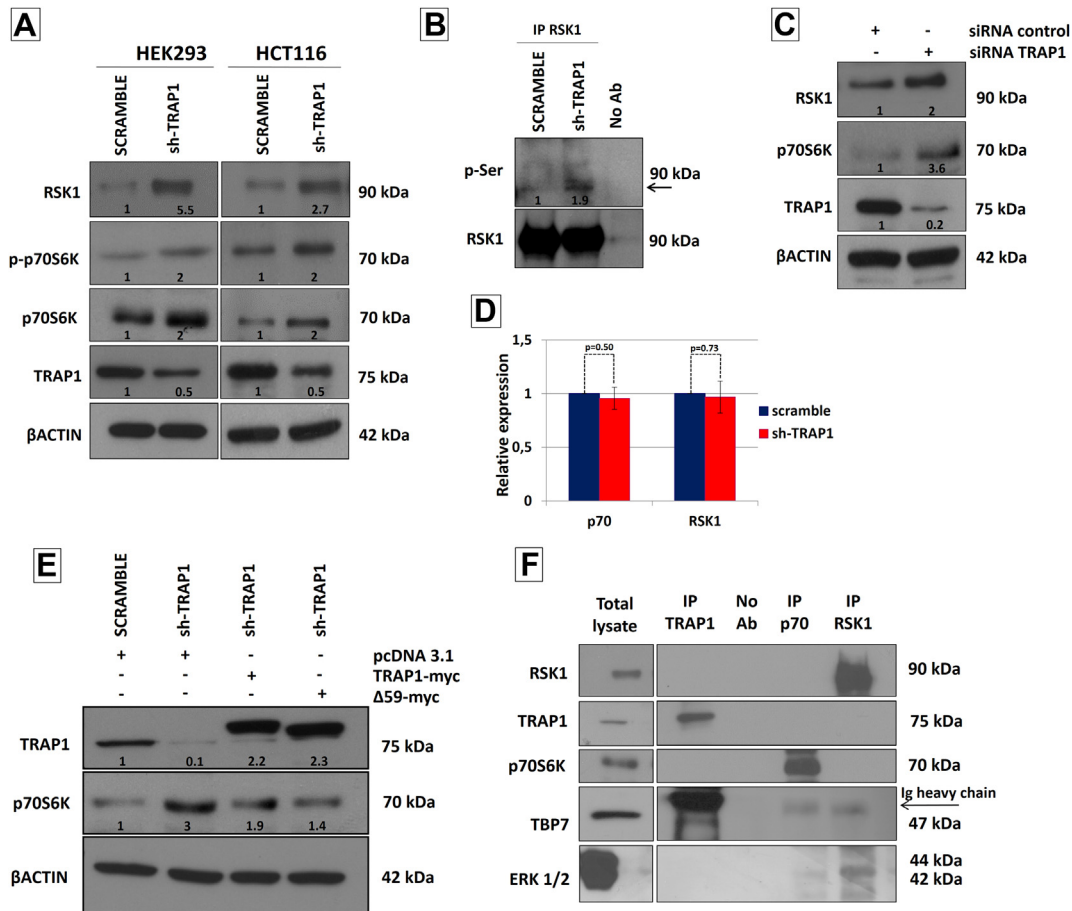 A
HEK293 HCT116
SCRAMBLE sh-TRAP1 SCRAMBLE sh-TRAP1
RSK1 1 5.5 1 2.7 90 kDa
p-p70S6K 1 2 1 2 70 kDa
p70S6K 1 2 1 2 70 kDa
TRAP1 1 0.5 1 0.5 75 kDa
βACTIN 42 kDa
B
IP RSK1
SCRAMBLE sh-TRAP1 No Ab
p-Ser 1 1.9 90 kDa
RSK1 90 kDa
C
+ - siRNA control
- + siRNA TRAP1
RSK1 1 2 90 kDa
p70S6K 1 3.6 70 kDa
TRAP1 1 0.2 75 kDa
βACTIN 42 kDa
D
Relative expression
1,5
1
0,5
0
p=0.50 p=0.73
scramble
sh-TRAP1
p70 RSK1
E
SCRAMBLE sh-TRAP1 sh-TRAP1 sh-TRAP1
+ + - - pcDNA 3.1
- - + - TRAP1-myc
- - - + Δ59-myc
TRAP1 1 0.1 2.2 2.3 75 kDa
p70S6K 1 3 1.9 1.4 70 kDa
βACTIN 42 kDa
F
Total IP No IP IP
lysate TRAP1 Ab p70 RSK1
RSK1 90 kDa
TRAP1 75 kDa
p70S6K 70 kDa
Ig heavy chain
TBP7 47 kDa
44 kDa
ERK 1/2 42 kDa